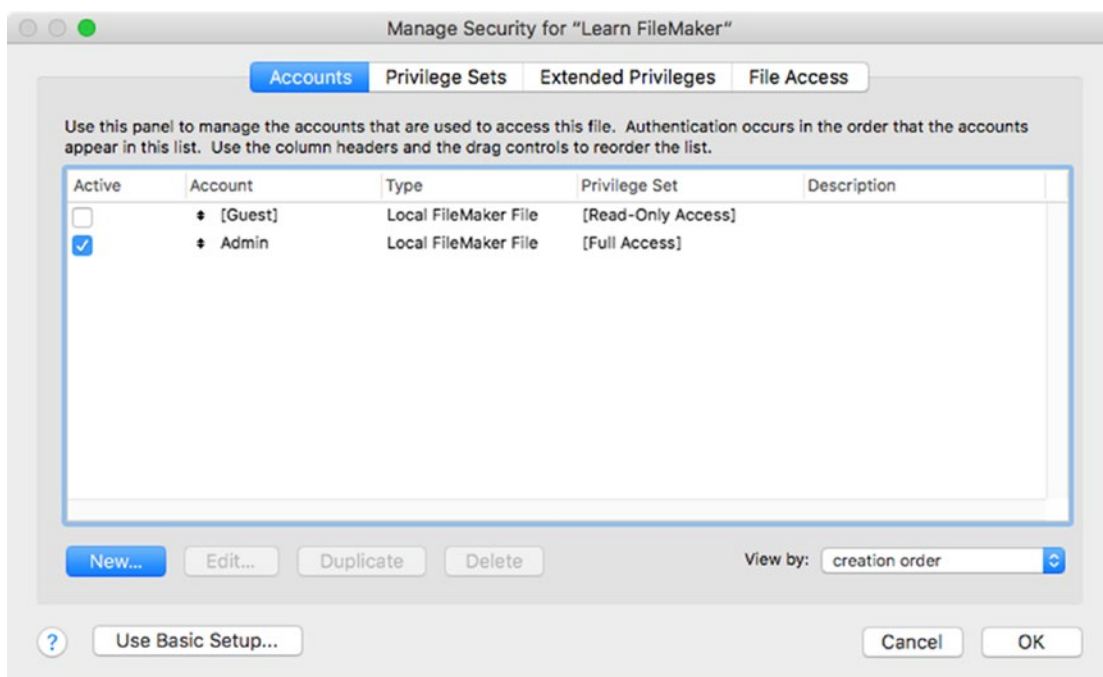 Manage Security for “Learn FileMaker“
Accounts Privilege Sets Extended Privileges File Access
Use this panel to manage the accounts that are used to access this file. Authentication occurs in the order that the accounts
appear in this list. Use the column headers and the drag controls to reorder the list.
Active Account Type Privilege Set Description
[Guest] Local FileMaker File [Read-Only Access]
Admin Local FileMaker File [Full Access]
New... Edit... Duplicate Delete View by: creation order
? Use Basic Setup... Cancel OK